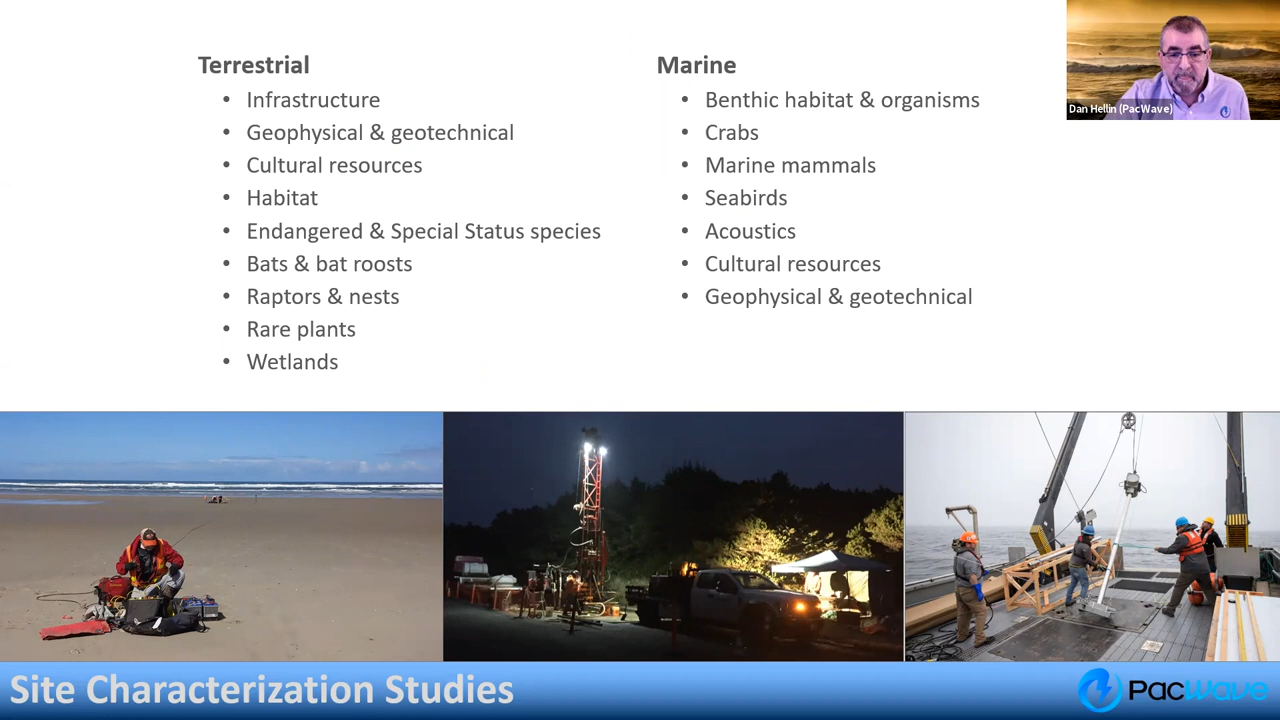 Terrestrial
• Infrastructure
• Geophysical & geotechnical
• Cultural resources
• Habitat
• Endangered & Special Status species
• Bats & bat roosts
• Raptors & nests
• Rare plants
• Wetlands
Marine
• Benthic habitat & organisms
• Crabs
• Marine mammals
• Seabirds
• Acoustics
• Cultural resources
• Geophysical & geotechnical
Dan Hellin (PacWave)
Site Characterization Studies
PacWave